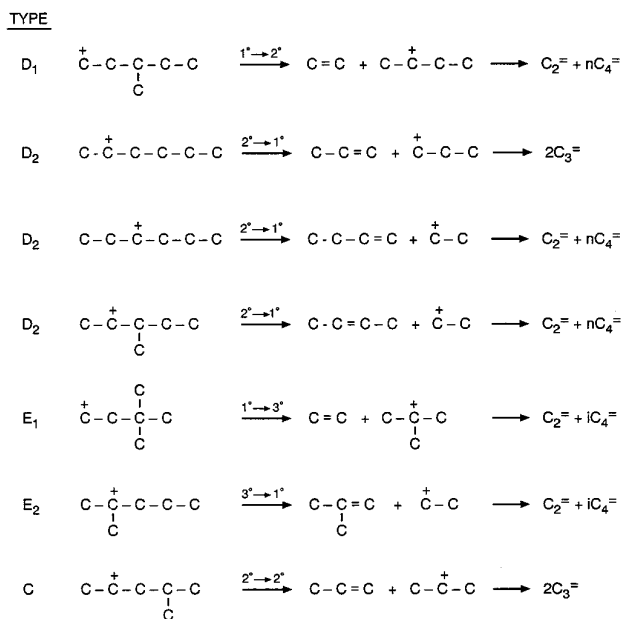 TYPE
+ 1°→2° +
D₁ C-C-C-C-C → C=C + C-C-C-C → C₂⁼ + nC₄⁼
C
+ 2°→1° +
D₂ C-C-C-C-C-C → C-C=C + C-C-C → 2C₃⁼
+ 2°→1° +
D₂ C-C-C-C-C-C → C-C-C=C + C-C → C₂⁼ + nC₄⁼
+ 2°→1° +
D₂ C-C-C-C-C → C-C=C-C + C-C → C₂⁼ + nC₄⁼
C
C
+ 1°→3° +
E₁ C-C-C-C → C=C + C-C-C → C₂⁼ + iC₄⁼
C C
+ 3°→1° +
E₂ C-C-C-C-C → C-C=C + C-C → C₂⁼ + iC₄⁼
C C
+ 2°→2° +
C C-C-C-C-C → C-C=C + C-C-C → 2C₃⁼
C